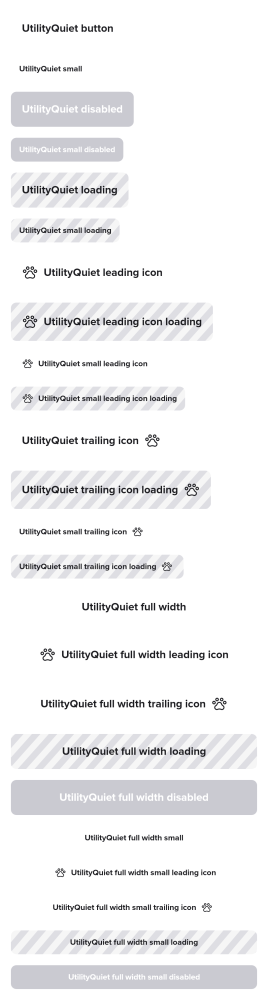 UtilityQuiet button
UtilityQuiet small
UtilityQuiet disabled
UtilityQuiet small disabled
UtilityQuiet loading
UtilityQuiet small loading
UtilityQuiet leading icon
UtilityQuiet leading icon loading
UtilityQuiet small leading icon
UtilityQuiet small leading icon loading
UtilityQuiet trailing icon
UtilityQuiet trailing icon loading
UtilityQuiet small trailing icon
UtilityQuiet small trailing icon loading
UtilityQuiet full width
UtilityQuiet full width leading icon
UtilityQuiet full width trailing icon
UtilityQuiet full width loading
UtilityQuiet full width disabled
UtilityQuiet full width small
UtilityQuiet full width small leading icon
UtilityQuiet full width small trailing icon
UtilityQuiet full width small loading
UtilityQuiet full width small disabled